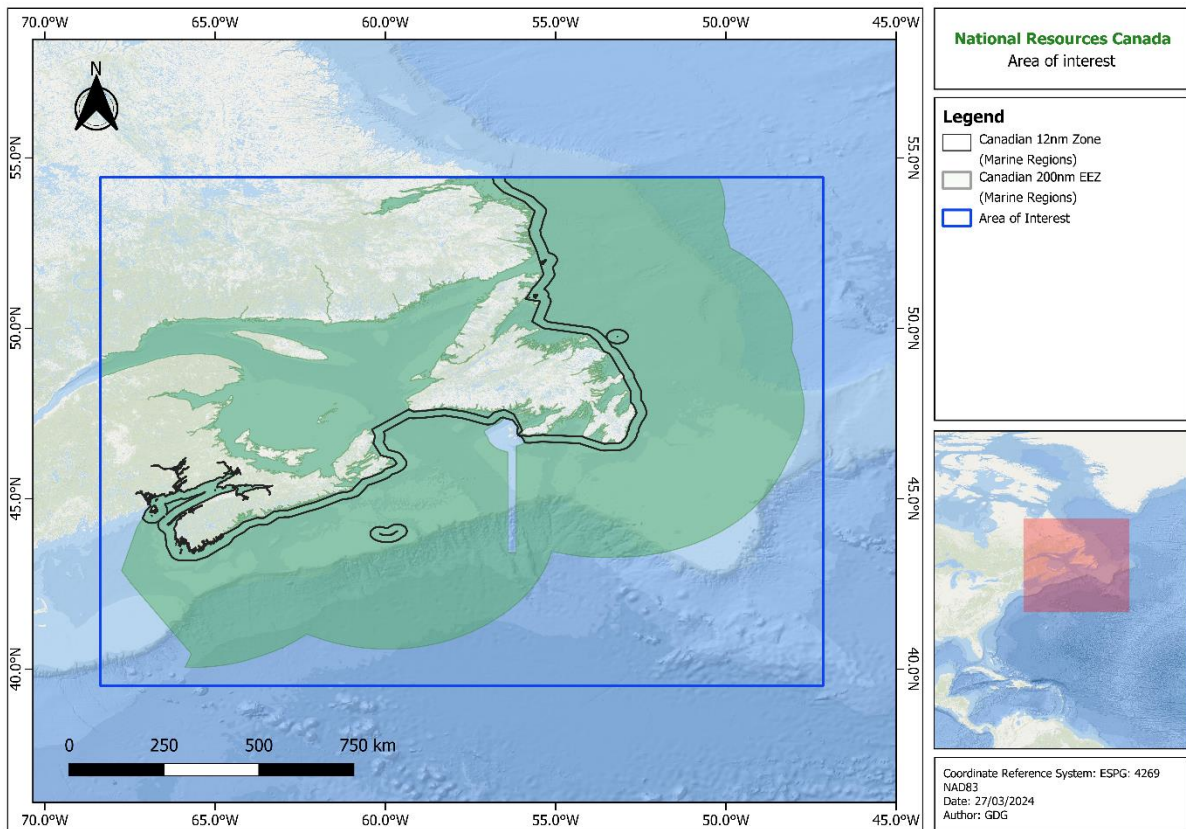 70.0°W 65.0°W 60.0°W 55.0°W 50.0°W 45.0°W
N
55.0°N 55.0°N
50.0°N 50.0°N
45.0°N 45.0°N
40.0°N 40.0°N
0 250 500 750 km
70.0°W 65.0°W 60.0°W 55.0°W 50.0°W 45.0°W
National Resources Canada
Area of interest
Legend
Canadian 12nm Zone
(Marine Regions)
Canadian 200nm EEZ
(Marine Regions)
Area of Interest
Coordinate Reference System: ESPG: 4269
NAD83
Date: 27/03/2024
Author: GDG